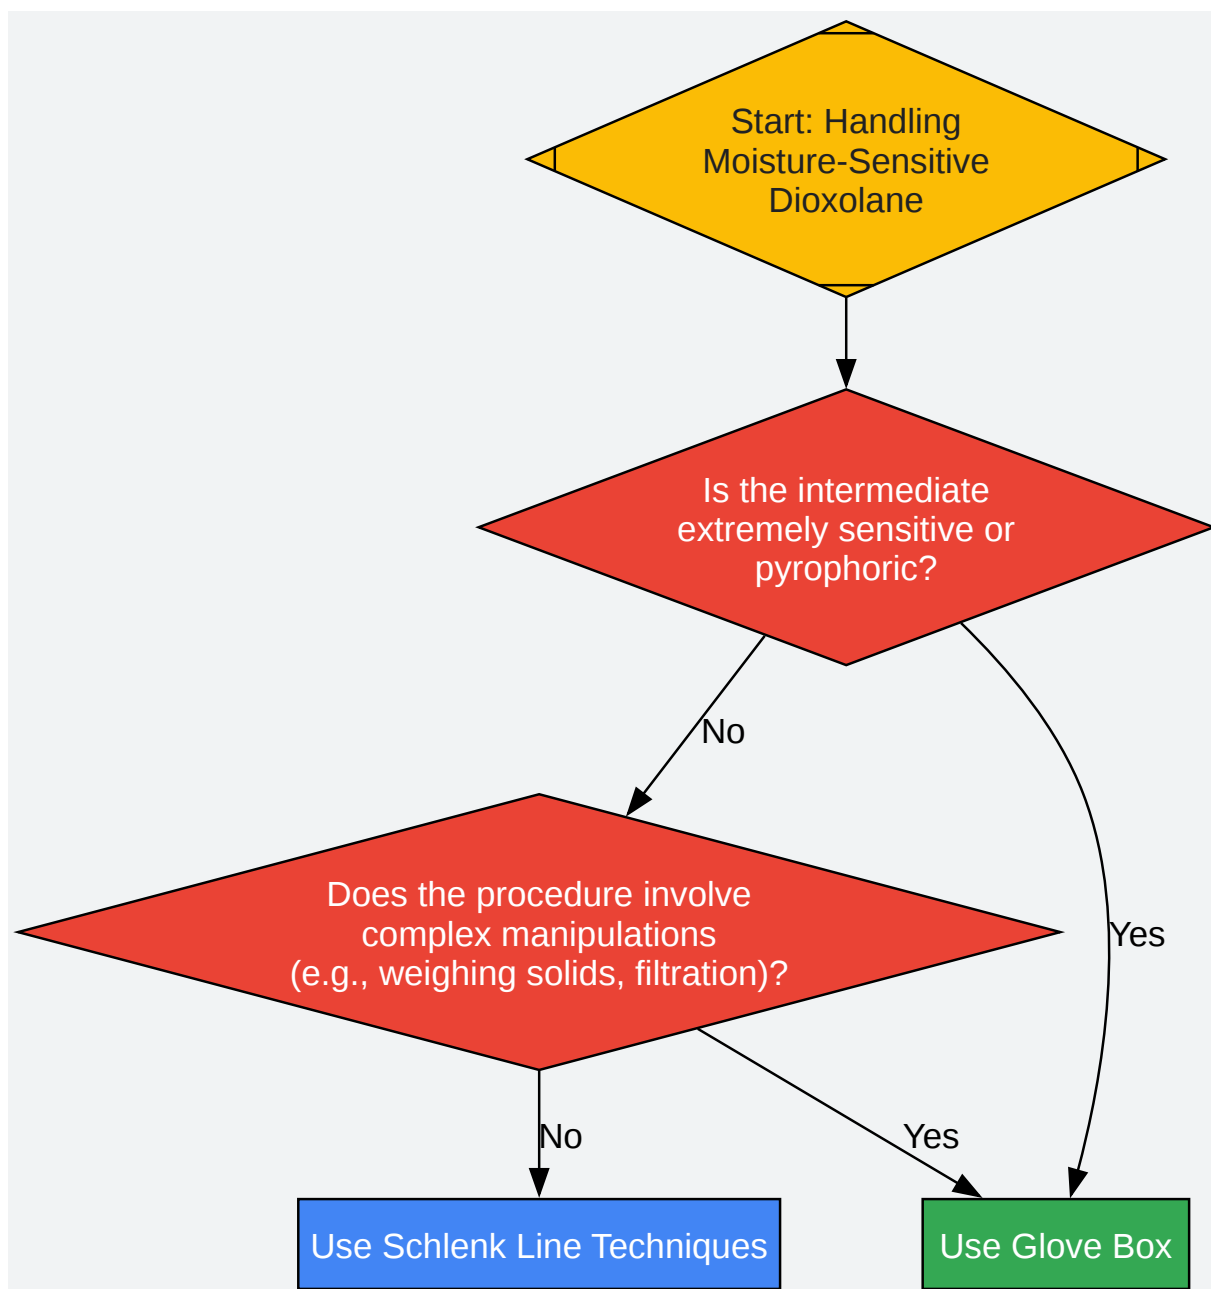 Start: Handling
Moisture-Sensitive
Dioxolane
Is the intermediate
extremely sensitive or
pyrophoric?
No
Does the procedure involve
complex manipulations
(e.g., weighing solids, filtration)?
Yes
No
Yes
Use Schlenk Line Techniques
Use Glove Box